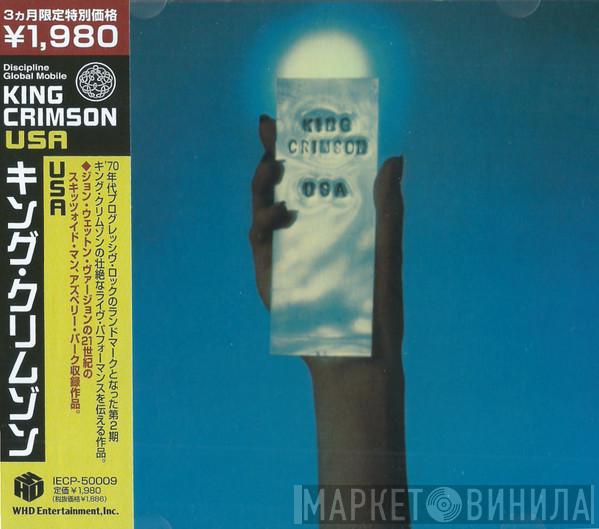 3ヵ月限定特別価格
¥1,980
Discipline
Global Mobile
KING
CRIMSON
USA
キング・クリムゾン
USA
'70年代プログレッシヴ・ロックのランドマークとなった第2期
キング・クリムゾンの壮絶なライヴ・パフォーマンスを伝える作品。
◆ジョン・ウェットン・ヴァージョンの21世紀の
スキッツォイド・マン、アズベリー・パーク収録作品。
IECP-50009
定価 ¥1,980
(税抜価格¥1,886)
WHD Entertainment, Inc.
KING
CRIMSON
USA
МАРКЕТ ВИНИЛА